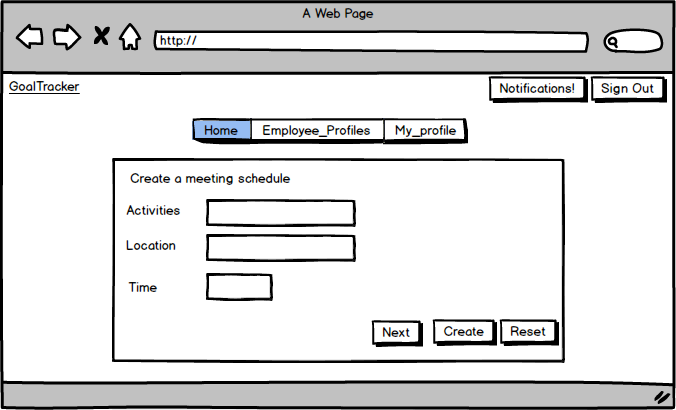 A Web Page
http://
GoalTracker
Notifications! Sign Out
Home Employee_Profiles My_profile
Create a meeting schedule
Activities
Location
Time
Next Create Reset